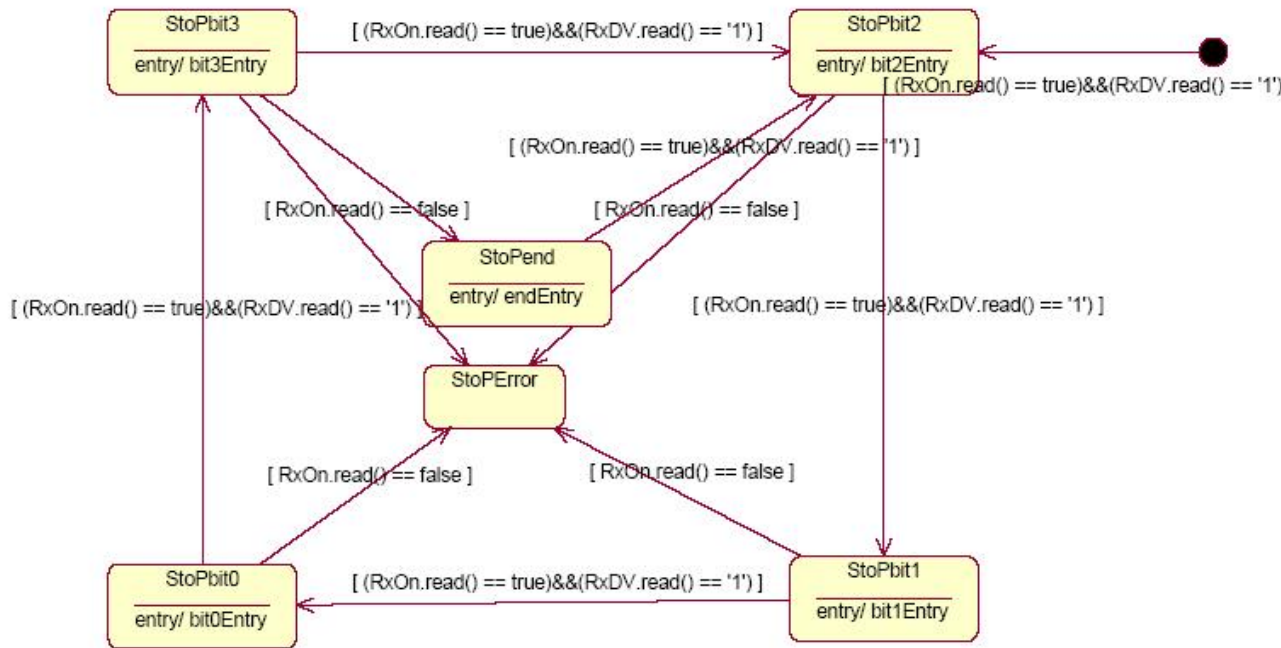 StoPbit3
entry/ bit3Entry
[ (RxOn.read() == true)&&(RxDV.read() == '1') ]
StoPbit2
entry/ bit2Entry
[ (RxOn.read() == true)&&(RxDV.read() == '1')
[ (RxOn.read() == true)&&(RxDV.read() == '1') ]
[ RxOn.read() == false ]
[ RxOn.read() == false ]
StoPend
entry/ endEntry
[ (RxOn.read() == true)&&(RxDV.read() == '1') ]
[ (RxOn.read() == true)&&(RxDV.read() == '1') ]
StoPError
[ RxOn.read() == false ]
[ RxOn.read() == false ]
StoPbit0
entry/ bit0Entry
[ (RxOn.read() == true)&&(RxDV.read() == '1') ]
StoPbit1
entry/ bit1Entry